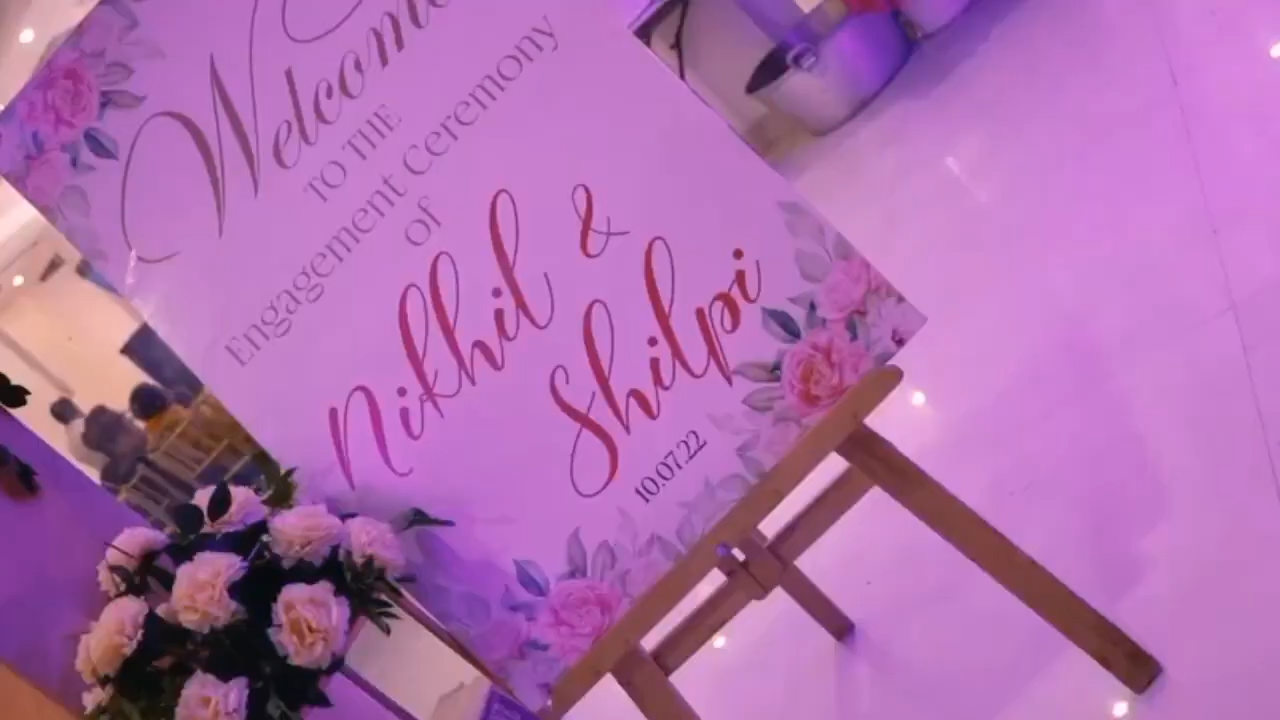 Welcome
TO THE
Engagement Ceremony
of
Nikhil &
Shilpi
10.07.22